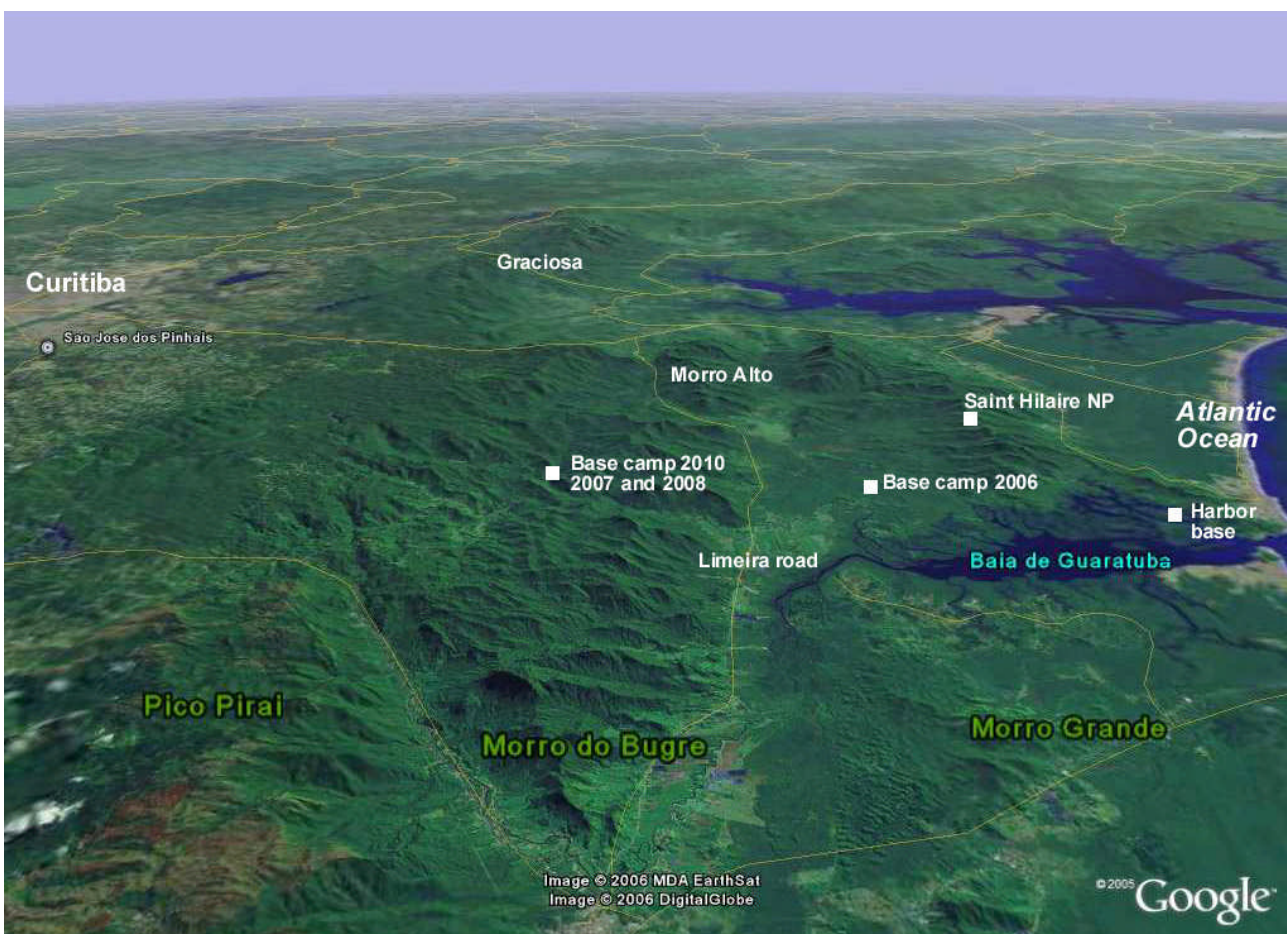 Graciosa
Curitiba
Sao Jose dos Pinhais
Morro Alto
Saint Hilaire NP
Atlantic
Ocean
Base camp 2010
2007 and 2008
Base camp 2006
Harbor
base
Limeira road
Baia de Guaratuba
Pico Pirai
Morro do Bugre
Morro Grande
Image © 2006 MDA EarthSat
Image © 2006 DigitalGlobe
© 2005 Google™